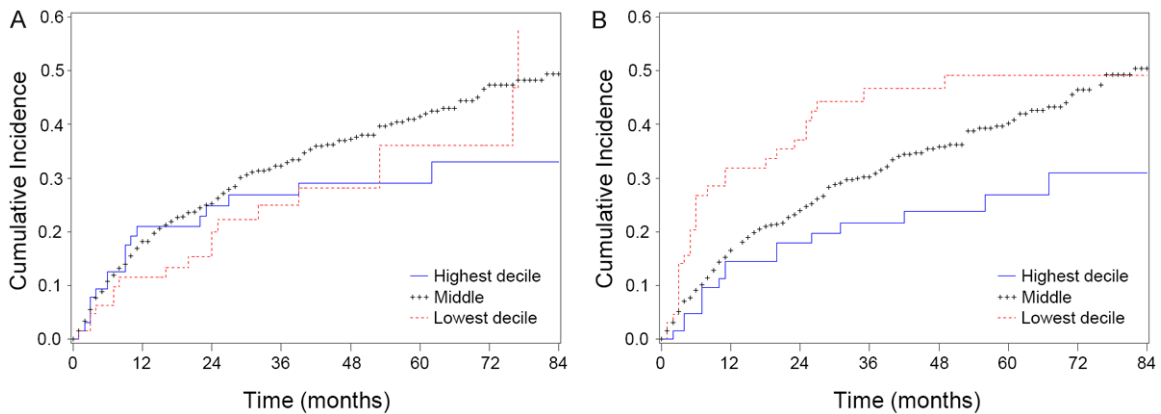 A
0.6
0.5
0.4
0.3
0.2
0.1
0.0
Cumulative Incidence
Highest decile
Middle
Lowest decile
0 12 24 36 48 60 72 84
Time (months)
B
0.6
0.5
0.4
0.3
0.2
0.1
0.0
Cumulative Incidence
Highest decile
Middle
Lowest decile
0 12 24 36 48 60 72 84
Time (months)